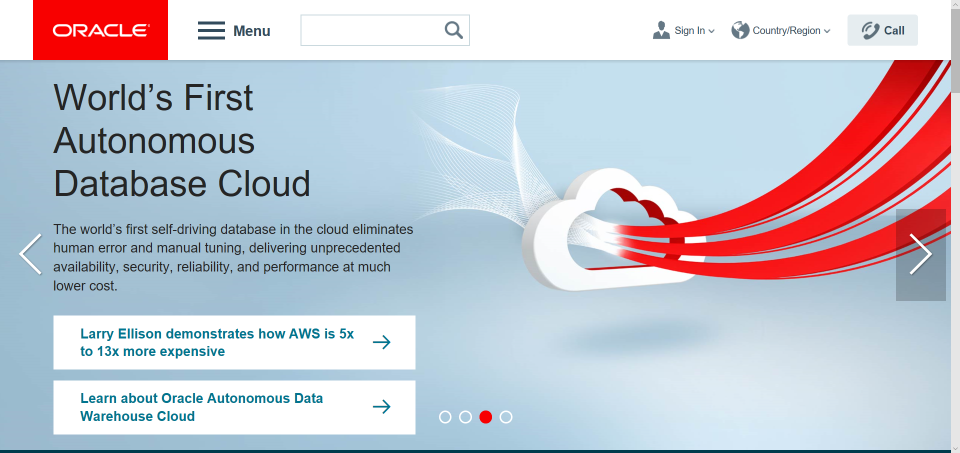 ORACLE
Menu
Sign In
Country/Region
Call
World's First
Autonomous
Database Cloud
The world's first self-driving database in the cloud eliminates
human error and manual tuning, delivering unprecedented
availability, security, reliability, and performance at much
lower cost.
Larry Ellison demonstrates how AWS is 5x
to 13x more expensive
Learn about Oracle Autonomous Data
Warehouse Cloud